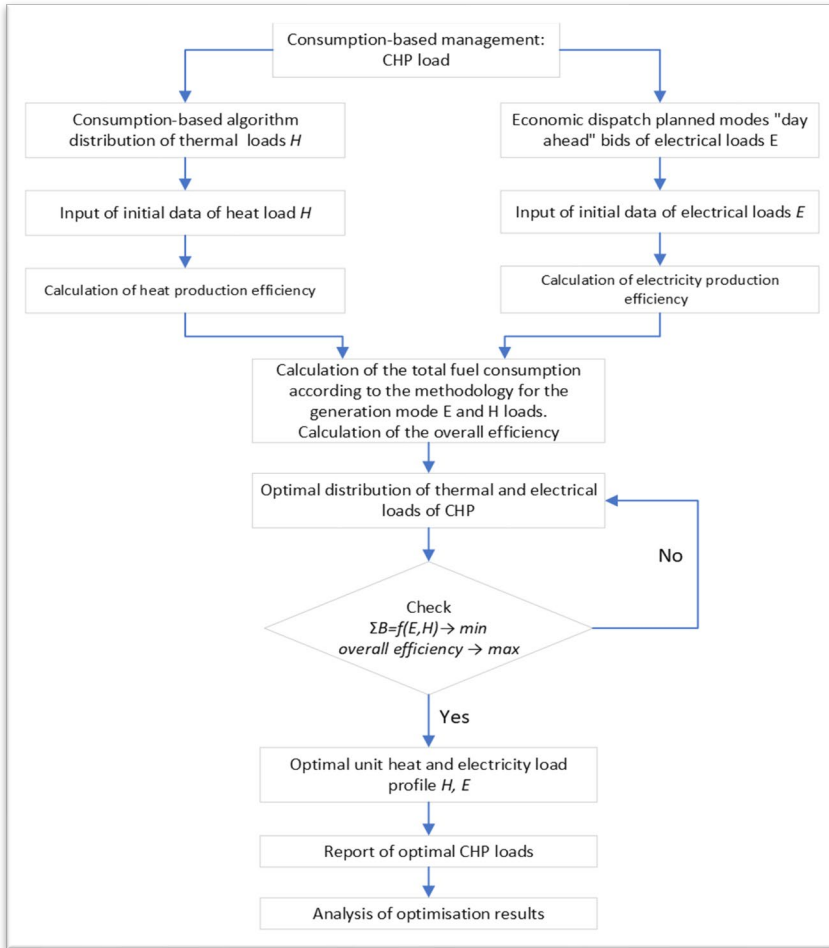 Consumption-based management:
CHP load
Consumption-based algorithm
distribution of thermal loads H
Economic dispatch planned modes "day
ahead" bids of electrical loads E
Input of initial data of heat load H
Input of initial data of electrical loads E
Calculation of heat production efficiency
Calculation of electricity production
efficiency
Calculation of the total fuel consumption
according to the methodology for the
generation mode E and H loads.
Calculation of the overall efficiency
Optimal distribution of thermal and electrical
loads of CHP
No
Check
ΣB=f(E,H)→ min
overall efficiency → max
Yes
Optimal unit heat and electricity load
profile H, E
Report of optimal CHP loads
Analysis of optimisation results